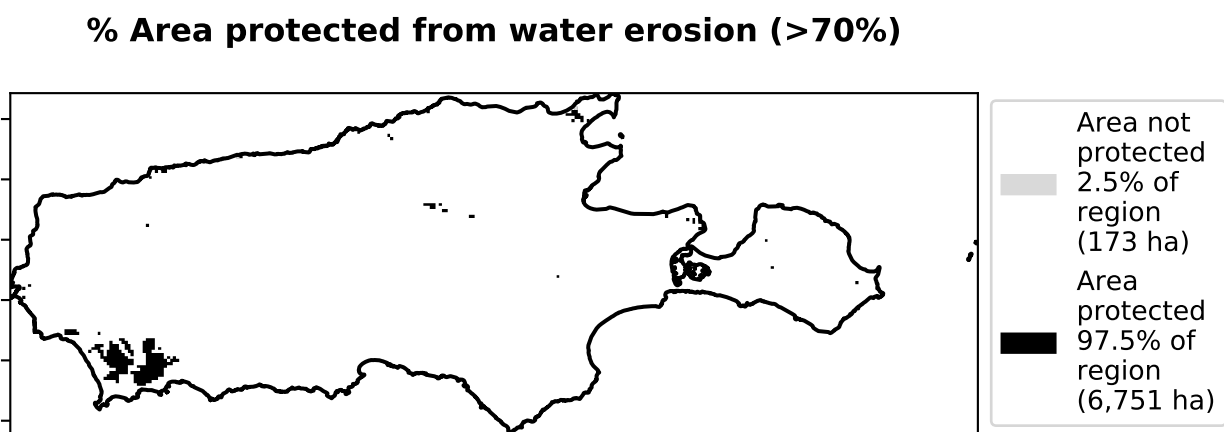 % Area protected from water erosion (>70%)
Area not
protected
2.5% of
region
(173 ha)
Area
protected
97.5% of
region
(6,751 ha)